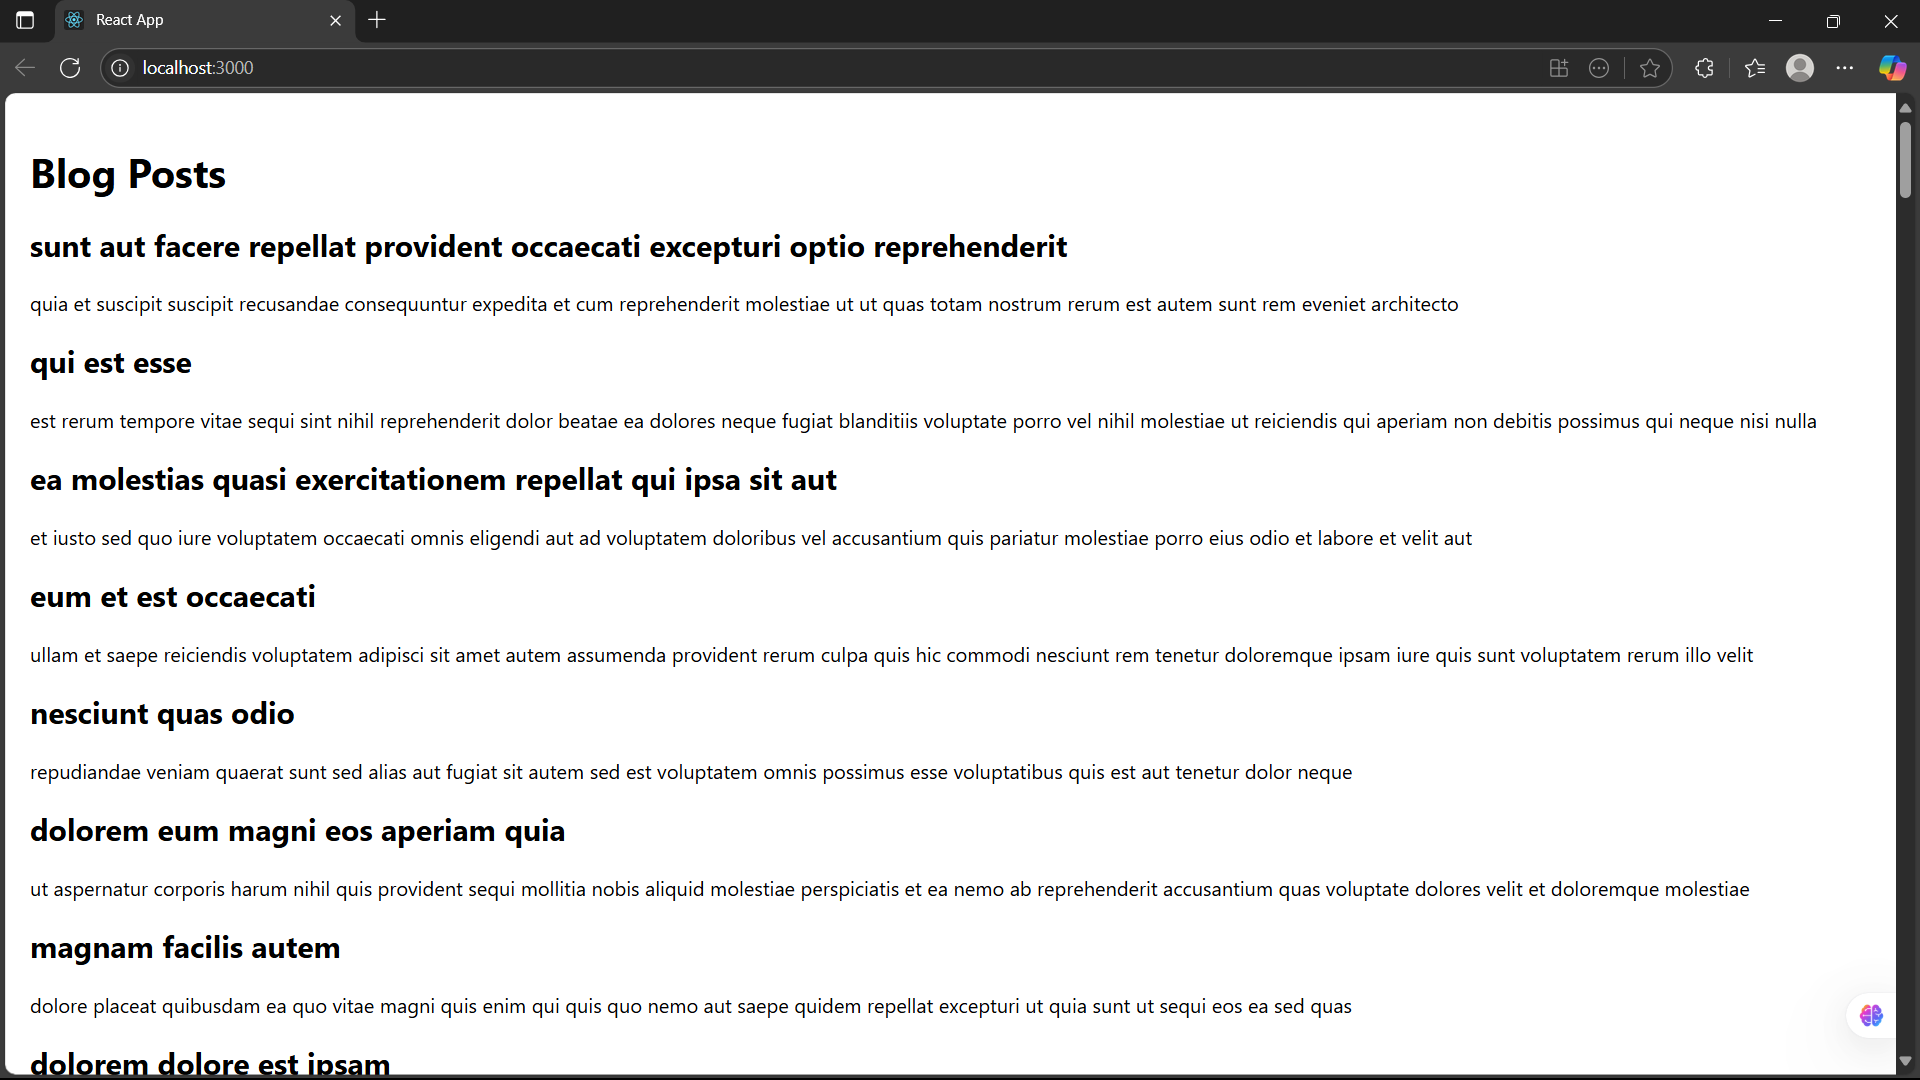 React App
localhost:3000
Blog Posts
sunt aut facere repellat provident occaecati excepturi optio reprehenderit
quia et suscipit suscipit recusandae consequuntur expedita et cum reprehenderit molestiae ut ut quas totam nostrum rerum est autem sunt rem eveniet architecto
qui est esse
est rerum tempore vitae sequi sint nihil reprehenderit dolor beatae ea dolores neque fugiat blanditiis voluptate porro vel nihil molestiae ut reiciendis qui aperiam non debitis possimus qui neque nisi nulla
ea molestias quasi exercitationem repellat qui ipsa sit aut
et iusto sed quo iure voluptatem occaecati omnis eligendi aut ad voluptatem doloribus vel accusantium quis pariatur molestiae porro eius odio et labore et velit aut
eum et est occaecati
ullam et saepe reiciendis voluptatem adipisci sit amet autem assumenda provident rerum culpa quis hic commodi nesciunt rem tenetur doloremque ipsam iure quis sunt voluptatem rerum illo velit
nesciunt quas odio
repudiandae veniam quaerat sunt sed alias aut fugiat sit autem sed est voluptatem omnis possimus esse voluptatibus quis est aut tenetur dolor neque
dolorem eum magni eos aperiam quia
ut aspernatur corporis harum nihil quis provident sequi mollitia nobis aliquid molestiae perspiciatis et ea nemo ab reprehenderit accusantium quas voluptate dolores velit et doloremque molestiae
magnam facilis autem
dolore placeat quibusdam ea quo vitae magni quis enim qui quis quo nemo aut saepe quidem repellat excepturi ut quia sunt ut sequi eos ea sed quas
dolorem dolore est ipsam